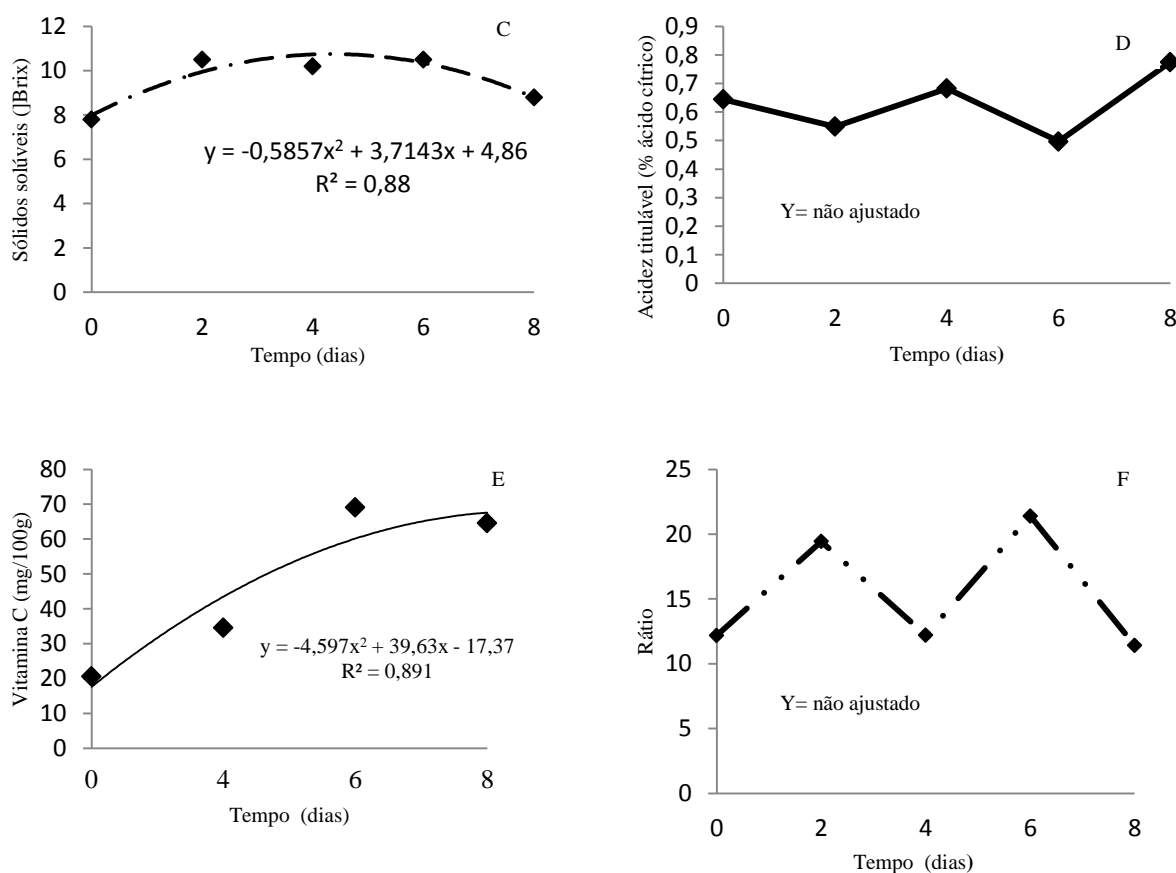 C
Sólidos solúveis (]Brix)
12
10
8
6
4
2
0
y = -0,5857x² + 3,7143x + 4,86
R² = 0,88
0 2 4 6 8
Tempo (dias)
D
Acidez titulável (% ácido cítrico)
0,9
0,8
0,7
0,6
0,5
0,4
0,3
0,2
0,1
0
Y= não ajustado
0 2 4 6 8
Tempo (dias)
E
Vitamina C (mg/100g)
80
70
60
50
40
30
20
10
0
y = -4,597x² + 39,63x - 17,37
R² = 0,891
0 4 6 8
Tempo (dias)
F
Rátio
25
20
15
10
5
0
Y= não ajustado
0 2 4 6 8
Tempo (dias)